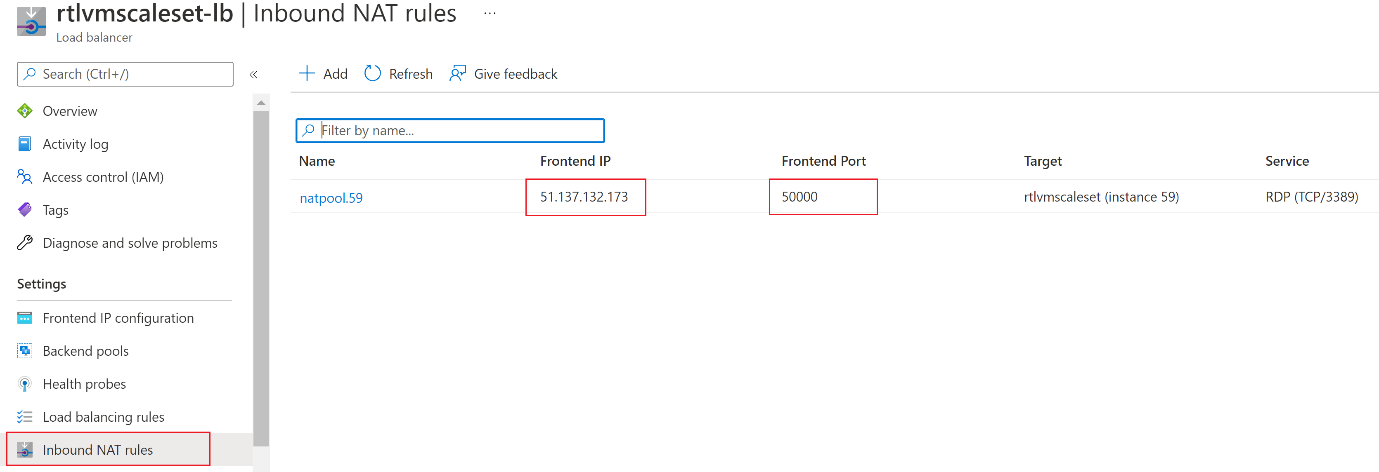 rtlvmscaleset-lb | Inbound NAT rules ...
Load balancer
Search (Ctrl+/) «
Add Refresh Give feedback
Overview
Activity log
Access control (IAM)
Tags
Diagnose and solve problems
Settings
Frontend IP configuration
Backend pools
Health probes
Load balancing rules
Inbound NAT rules
Filter by name...
Name Frontend IP Frontend Port Target Service
natpool.59 51.137.132.173 50000 rtlvmscaleset (instance 59) RDP (TCP/3389)